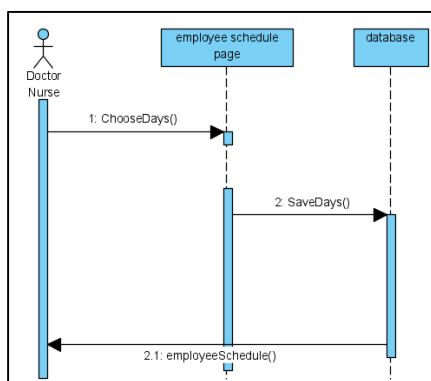 employee schedule
page
database
Doctor
Nurse
1: ChooseDays()
2: SaveDays()
2.1: employeeSchedule()